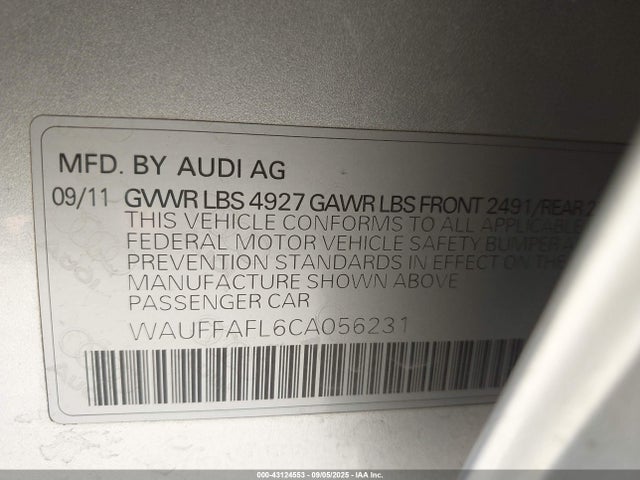 MFD. BY AUDI AG
09/11 GVWR LBS 4927 GAWR LBS FRONT 2491/REAR
THIS VEHICLE CONFORMS TO ALL APPLICABLE
FEDERAL MOTOR VEHICLE SAFETY BUMPER
PREVENTION STANDARDS IN EFFECT ON THE
MANUFACTURE SHOWN ABOVE
PASSENGER CAR
WAUFFAFL6CA056231
000-43124553 - 09/05/2025 - IAA Inc.